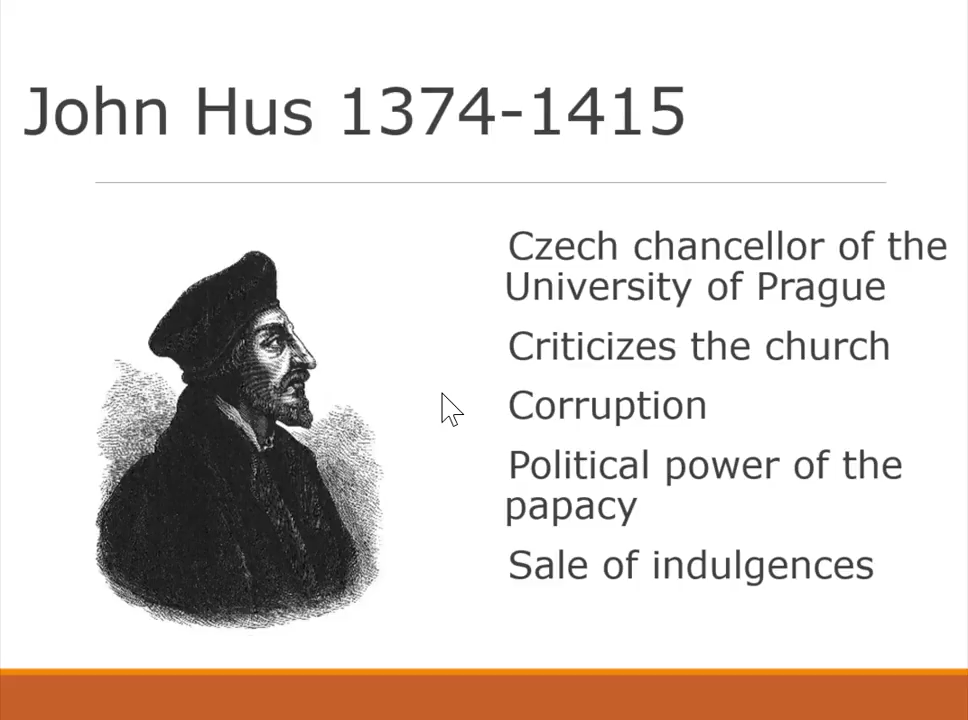 John Hus 1374-1415
Czech chancellor of the
University of Prague
Criticizes the church
Corruption
Political power of the
papacy
Sale of indulgences